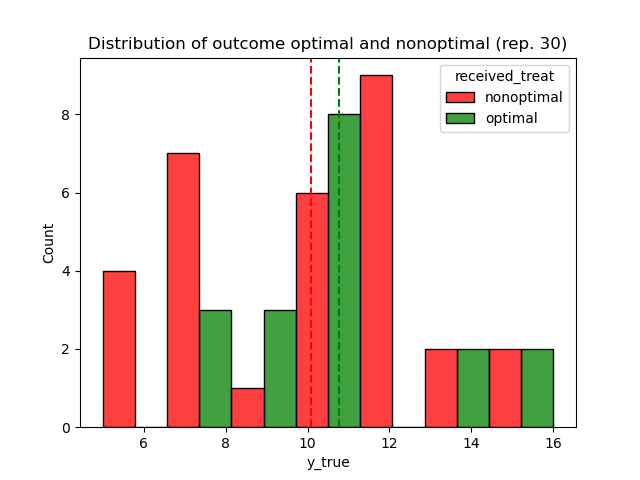 Distribution of outcome optimal and nonoptimal (rep. 30)
received_treat
nonoptimal
optimal
Count
8
6
4
2
0
6 8 10 12 14 16
y_true